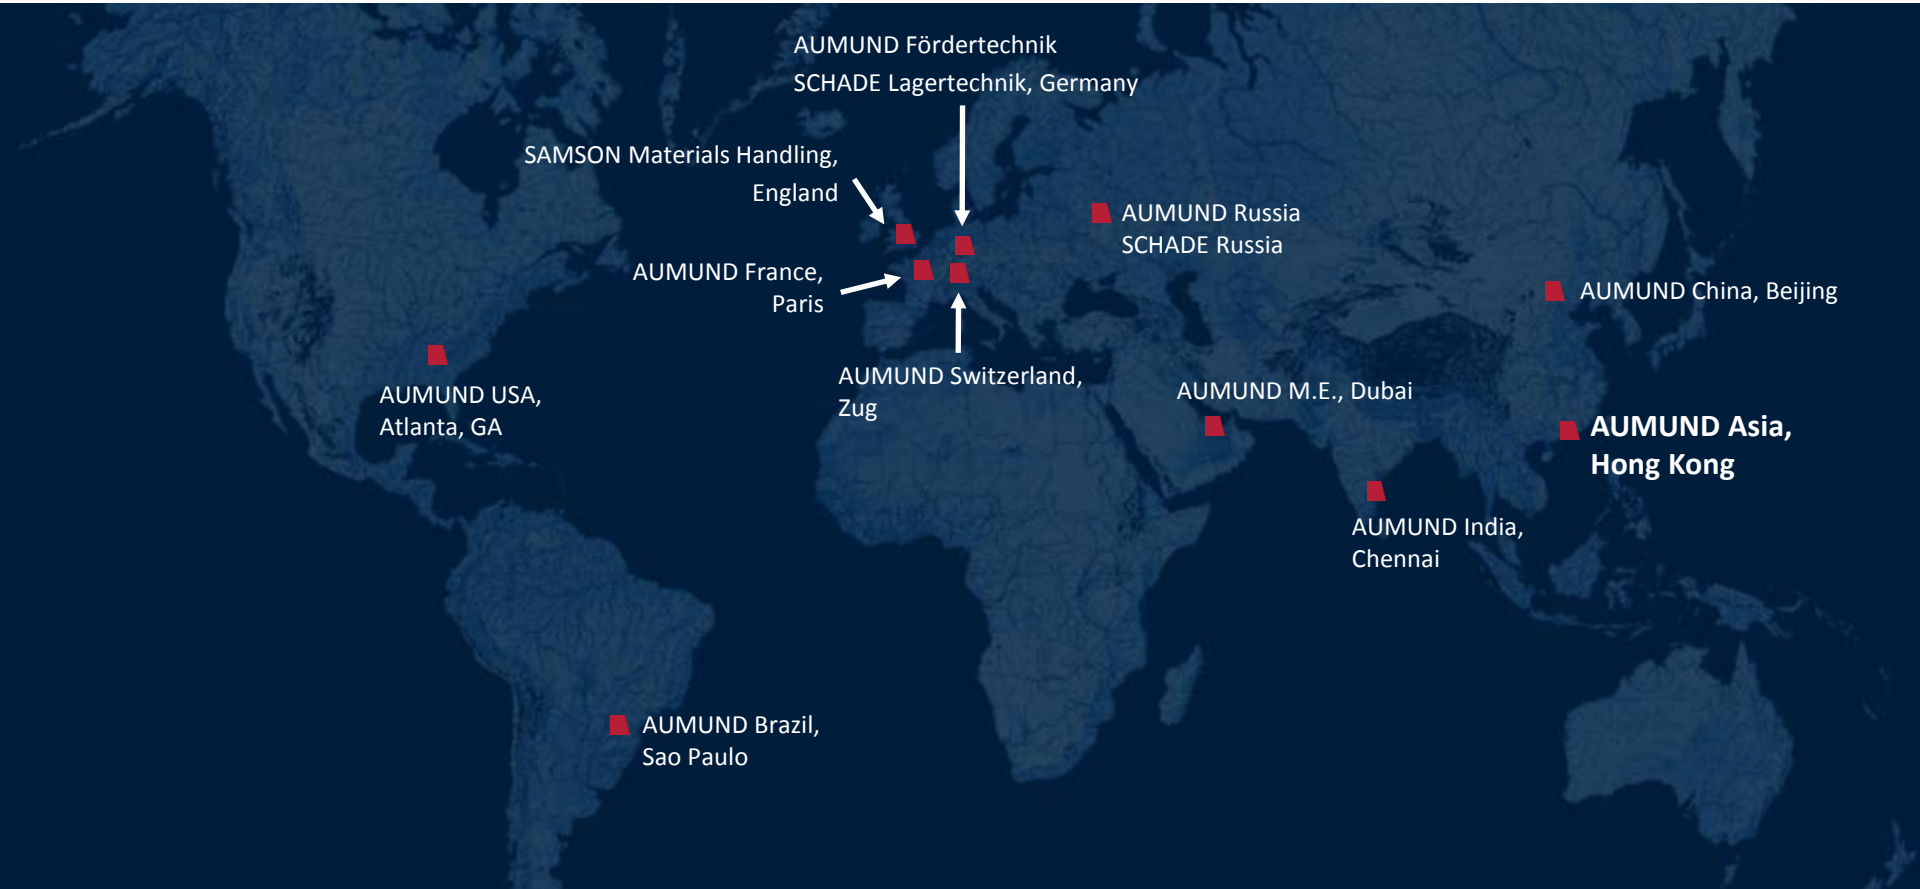 AUMUND Fördertechnik
SCHADE Lagertechnik, Germany
SAMSON Materials Handling,
England
AUMUND Russia
SCHADE Russia
AUMUND France,
Paris
AUMUND China, Beijing
AUMUND USA,
Atlanta, GA
AUMUND Switzerland,
Zug
AUMUND M.E., Dubai
AUMUND Asia,
Hong Kong
AUMUND India,
Chennai
AUMUND Brazil,
Sao Paulo